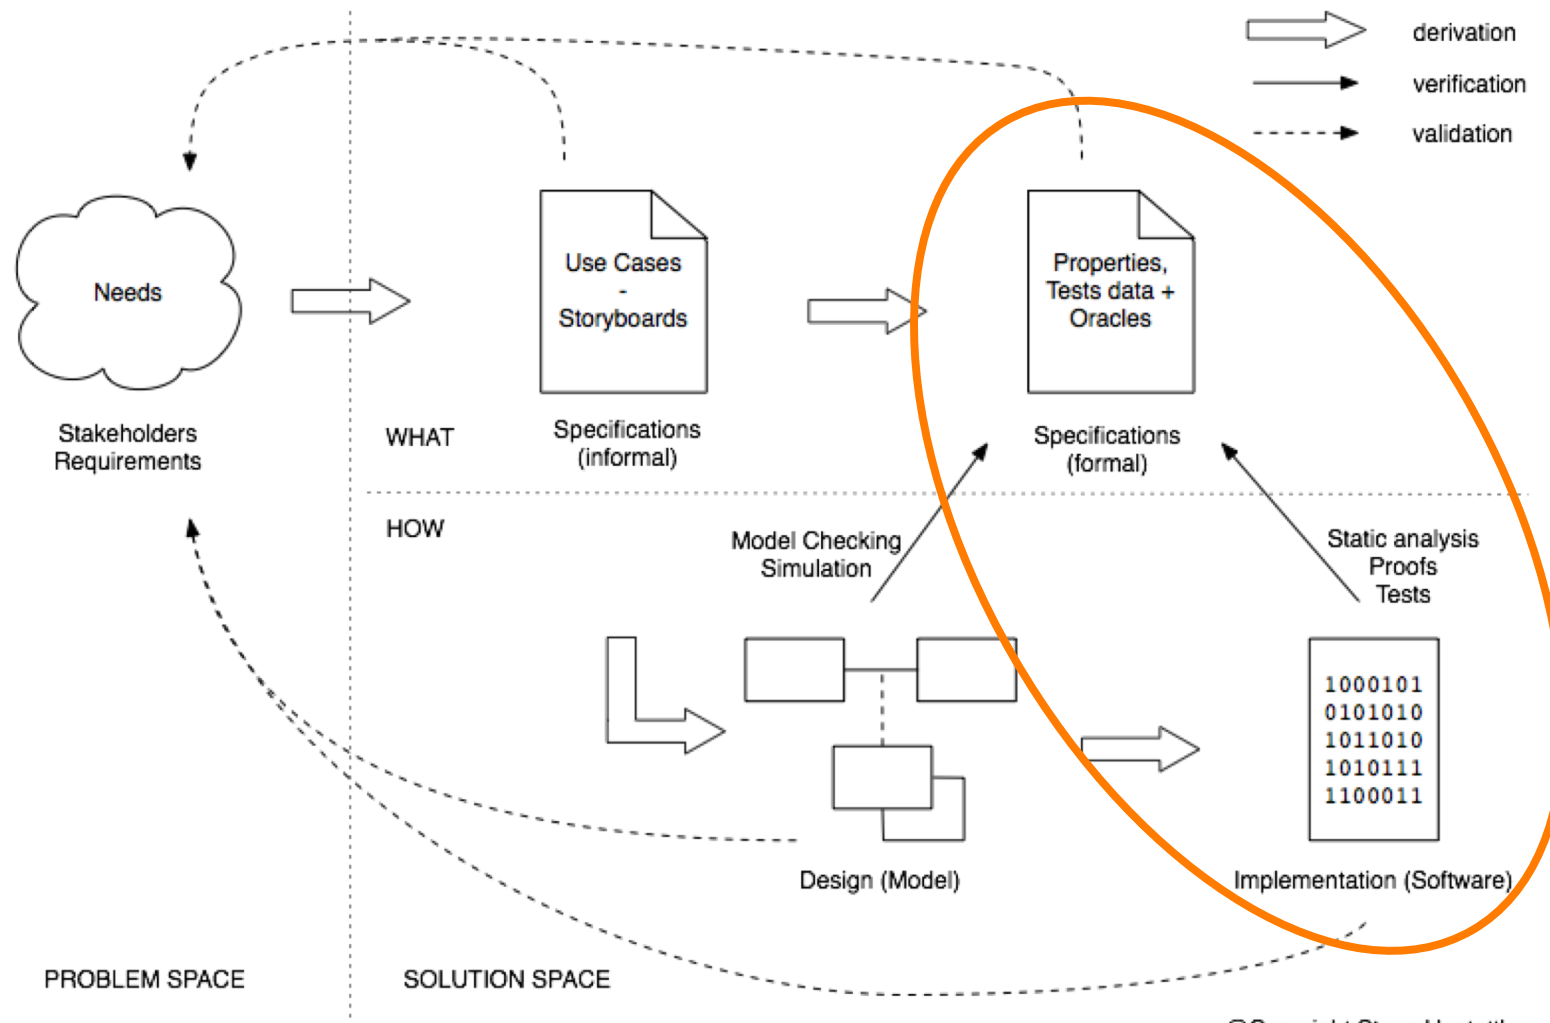 derivation
verification
validation
Needs
Use Cases
-
Storyboards
Properties,
Tests data +
Oracles
Stakeholders
Requirements
WHAT
Specifications
(informal)
Specifications
(formal)
HOW
Model Checking
Simulation
Static analysis
Proofs
Tests
1000101
0101010
1011010
1010111
1100011
Design (Model)
Implementation (Software)
PROBLEM SPACE
SOLUTION SPACE